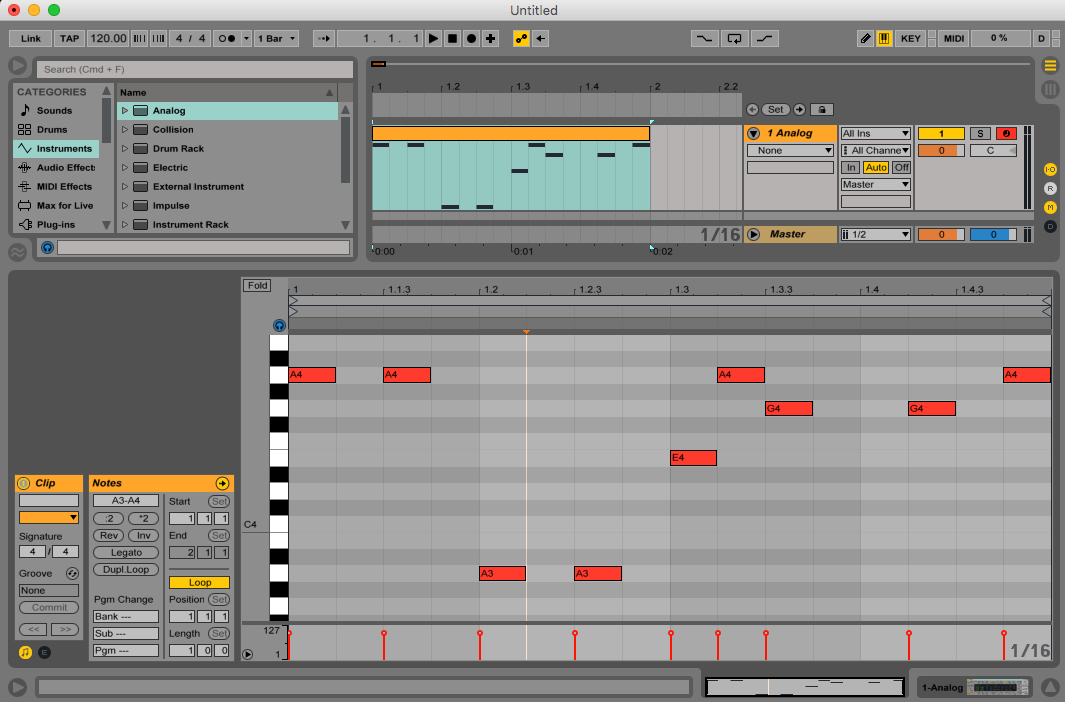 Untitled
Link TAP 120.00 4 / 4 1 Bar 1. 1. 1 KEY MIDI 0 % D
Search (Cmd + F)
CATEGORIES
Sounds
Drums
Instruments
Audio Effect
MIDI Effects
Max for Live
Plug-ins
Name
Analog
Collision
Drum Rack
Electric
External Instrument
Impulse
Instrument Rack
1 1.2 1.3 1.4 2 2.2
Set
1 Analog All Ins 1 S
None All Channe 0 C
In Auto Off
Master
1/16 Master 1/2 0 0
0:00 0:01 0:02
I·O
R
M
D
Fold 1 1.1.3 1.2 1.2.3 1.3 1.3.3 1.4 1.4.3
A4 A4 A4 A4
G4 G4
E4
C4
A3 A3
127
1
1/16
Clip
Signature
4 / 4
Groove
None
Commit
<< >>
E
Notes
A3-A4
:2 *2
Rev Inv
Legato
Dupl.Loop
Pgm Change
Bank ---
Sub ---
Pgm ---
Start Set
1 1 1
End Set
2 1 1
Loop
Position Set
1 1 1
Length Set
1 0 0
1-Analog